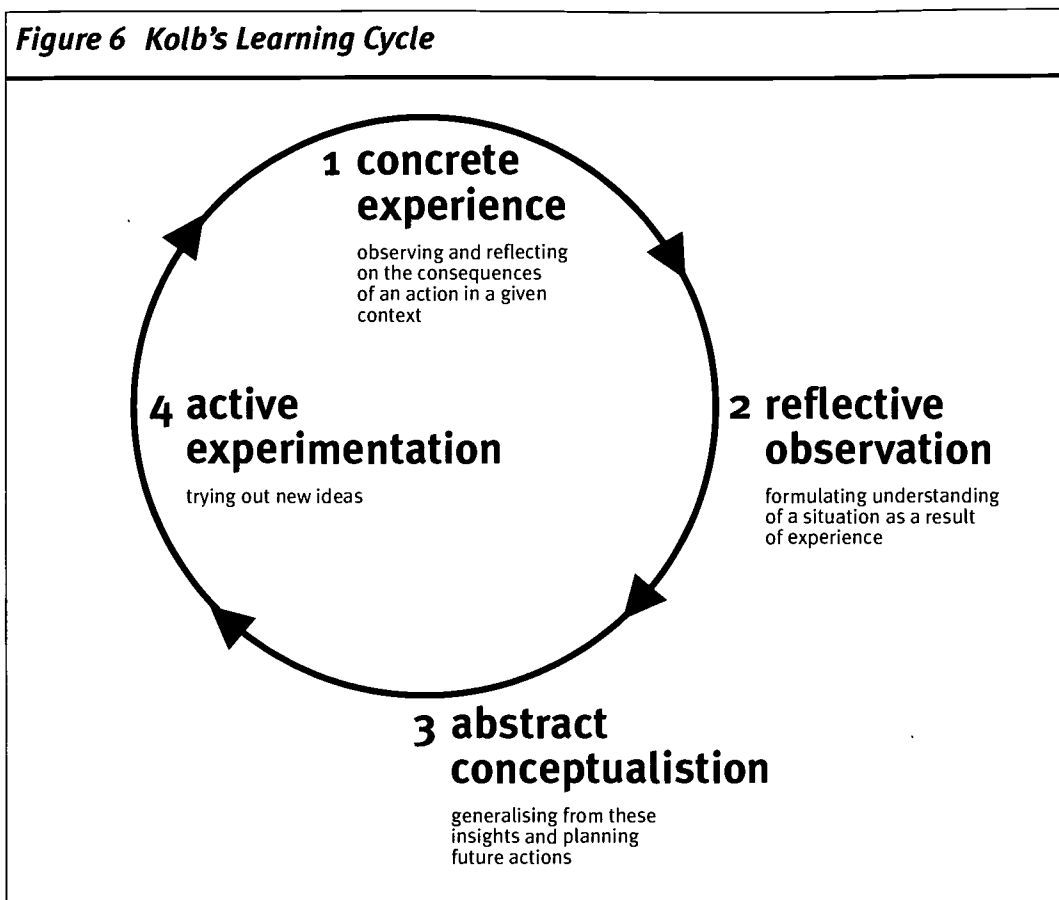 Figure 6 Kolb's Learning Cycle
1 concrete
experience
observing and reflecting
on the consequences
of an action in a given
context
2 reflective
observation
formulating understanding
of a situation as a result
of experience
3 abstract
conceptualistion
generalising from these
insights and planning
future actions
4 active
experimentation
trying out new ideas